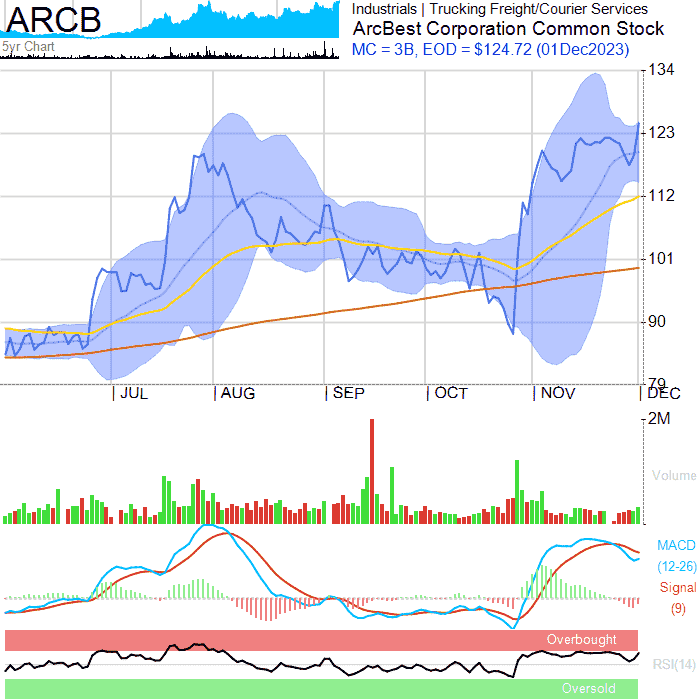 ARCB
5yr Chart
Industrials | Trucking Freight/Courier Services
ArcBest Corporation Common Stock
MC = 3B, EOD = $124.72 (01Dec2023)
134
123
112
101
90
79
JUL AUG SEP OCT NOV DEC
2M
Volume
MACD
(12-26)
Signal
(9)
Overbought
RSI(14)
Oversold